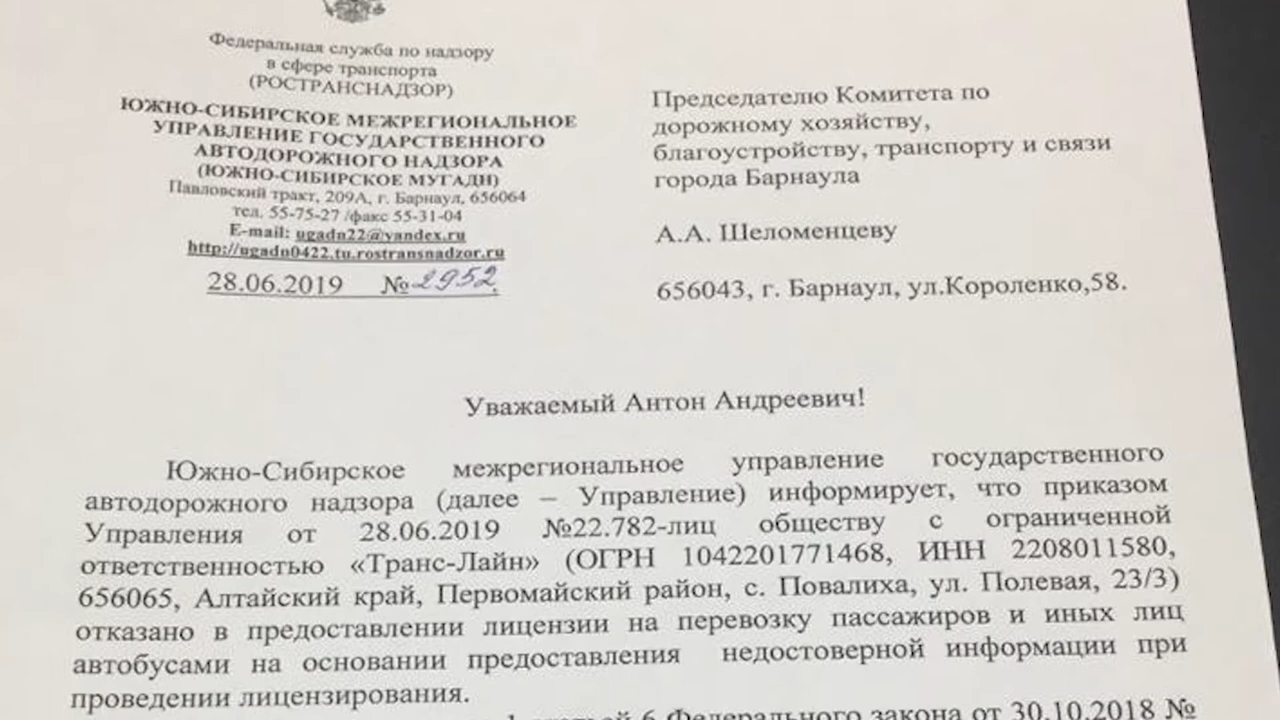 Федеральная служба по надзору
в сфере транспорта
(РОСТРАНСНАДЗОР)
ЮЖНО-СИБИРСКОЕ МЕЖРЕГИОНАЛЬНОЕ
УПРАВЛЕНИЕ ГОСУДАРСТВЕННОГО
АВТОДОРОЖНОГО НАДЗОРА
(ЮЖНО-СИБИРСКОЕ МУГАДН)
Павловский тракт, 209А, г. Барнаул, 656064
тел. 55-75-27 /факс 55-31-04
E-mail: ugadn22@yandex.ru
http://ugadn0422.tu.rostransnadzor.ru
28.06.2019 № 2952
Председателю Комитета по
дорожному хозяйству,
благоустройству, транспорту и связи
города Барнаула
А.А. Шеломенцеву
656043, г. Барнаул, ул.Короленко,58.
Уважаемый Антон Андреевич!
Южно-Сибирское межрегиональное управление государственного
автодорожного надзора (далее – Управление) информирует, что приказом
Управления от 28.06.2019 №22.782-лиц обществу с ограниченной
ответственностью «Транс-Лайн» (ОГРН 1042201771468, ИНН 2208011580,
656065, Алтайский край, Первомайский район, с. Повалиха, ул. Полевая, 23/3)
отказано в предоставлении лицензии на перевозку пассажиров и иных лиц
автобусами на основании предоставления недостоверной информации при
проведении лицензирования.
6 Федерального закона от 30.10.2018 №